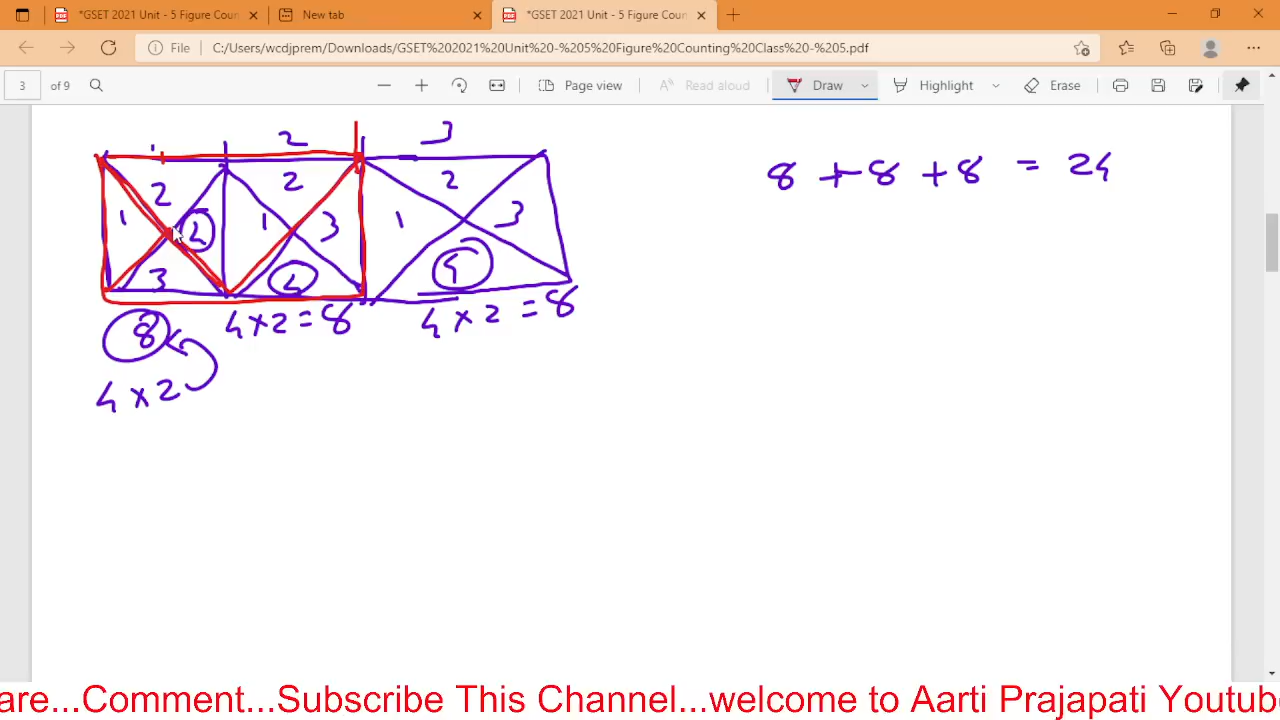 *GSET 2021 Unit - 5 Figure Coun
New tab
*GSET 2021 Unit - 5 Figure Coun
File
C:/Users/wcdjprem/Downloads/GSET%202021%20Unit%20-%205%20Figure%20Counting%20Class%20-%205.pdf
3 of 9
Page view
Read aloud
Draw
Highlight
Erase
1 2 3
8 + 8 + 8 = 24
2 2 2
1 4 1 3 1 3
3 4 4
8 4 x 2 = 8 4 x 2 = 8
4 x 2
are...Comment...Subscribe This Channel....welcome to Aarti Prajapati Youtub